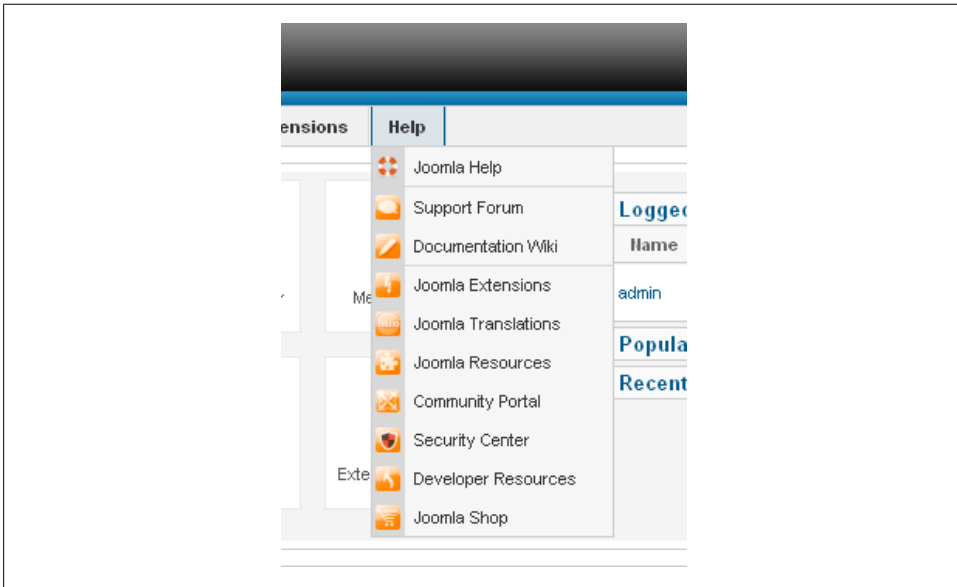 ensions Help
Joomla Help
Support Forum
Logged
Documentation Wiki
Name
Joomla Extensions
admin
Me
Joomla Translations
Popula
Joomla Resources
Recent
Community Portal
Security Center
Exte
Developer Resources
Joomla Shop